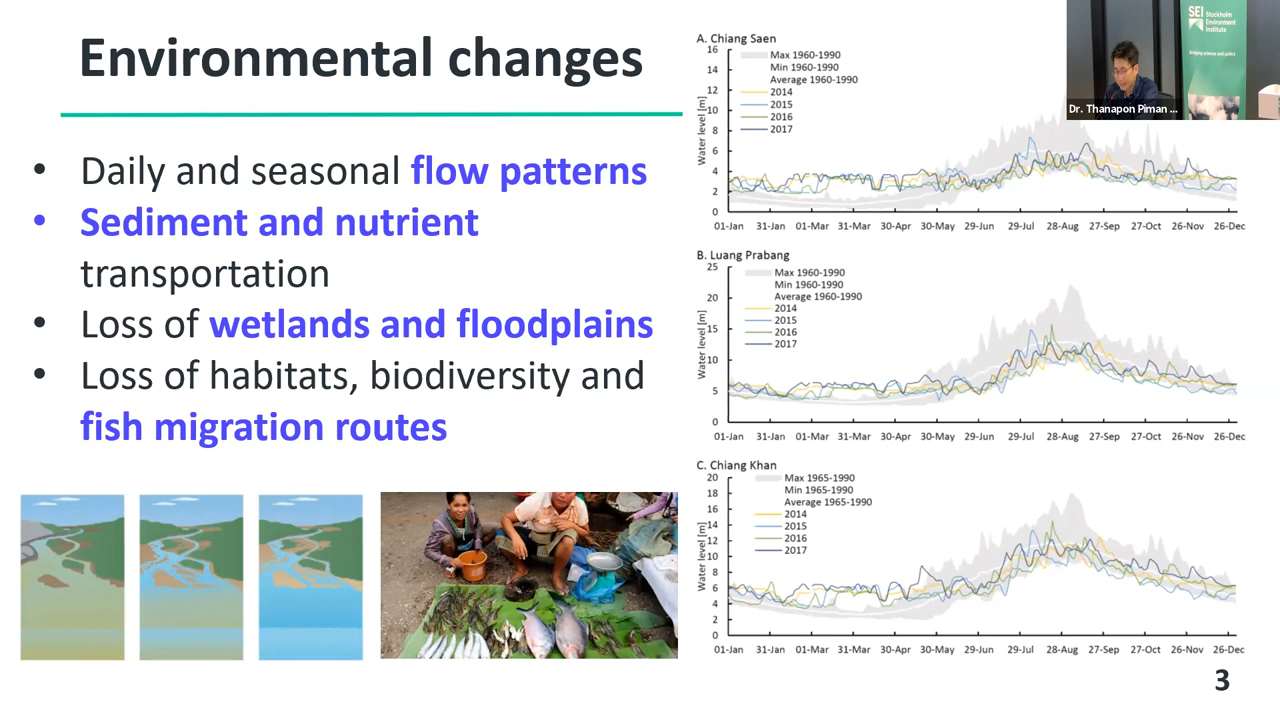 Environmental changes
• Daily and seasonal flow patterns
• Sediment and nutrient
transportation
• Loss of wetlands and floodplains
• Loss of habitats, biodiversity and
fish migration routes
A. Chiang Saen
Water level [m]
16
14
12
10
8
6
4
2
0
Max 1960-1990
Min 1960-1990
Average 1960-1990
2014
2015
2016
2017
01-Jan 31-Jan 01-Mar 31-Mar 30-Apr 30-May 29-Jun 29-Jul 28-Aug 27-Sep 27-Oct 26-Nov 26-Dec
B. Luang Prabang
Water level [m]
25
20
15
10
5
0
Max 1960-1990
Min 1960-1990
Average 1960-1990
2014
2015
2016
2017
01-Jan 31-Jan 01-Mar 31-Mar 30-Apr 30-May 29-Jun 29-Jul 28-Aug 27-Sep 27-Oct 26-Nov 26-Dec
C. Chiang Khan
Water level [m]
20
18
16
14
12
10
8
6
4
2
0
Max 1965-1990
Min 1965-1990
Average 1965-1990
2014
2015
2016
2017
01-Jan 31-Jan 01-Mar 31-Mar 30-Apr 30-May 29-Jun 29-Jul 28-Aug 27-Sep 27-Oct 26-Nov 26-Dec
SEI Stockholm
Environment
Institute
Bridging science and policy
Dr. Thanapon Piman ...
3